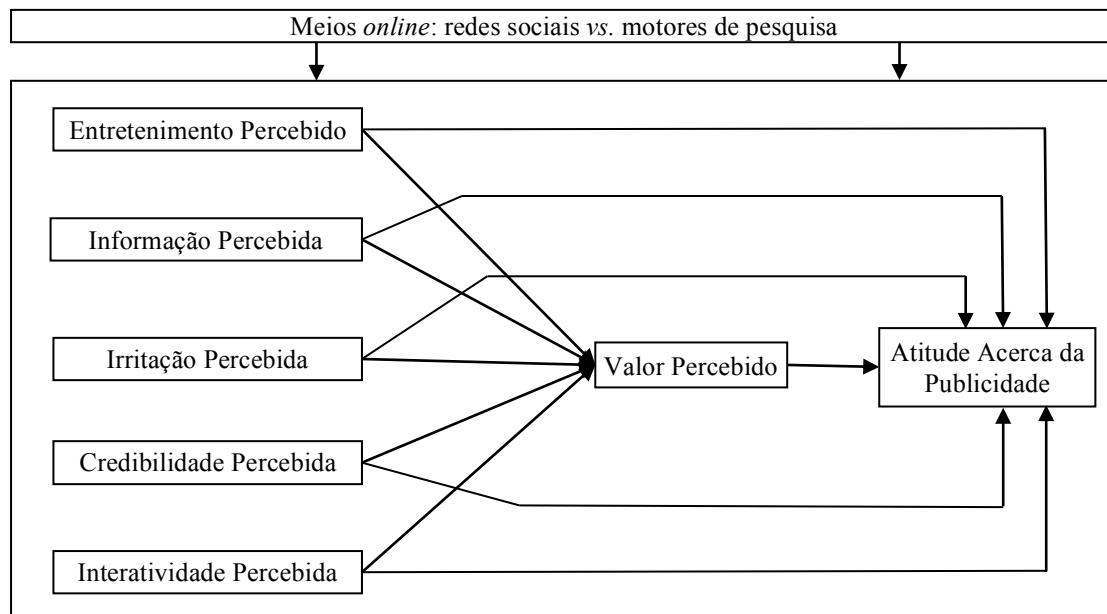 Meios online: redes sociais vs. motores de pesquisa
Entretenimento Percebido
Informação Percebida
Irritação Percebida
Valor Percebido
Atitude Acerca da
Publicidade
Credibilidade Percebida
Interatividade Percebida